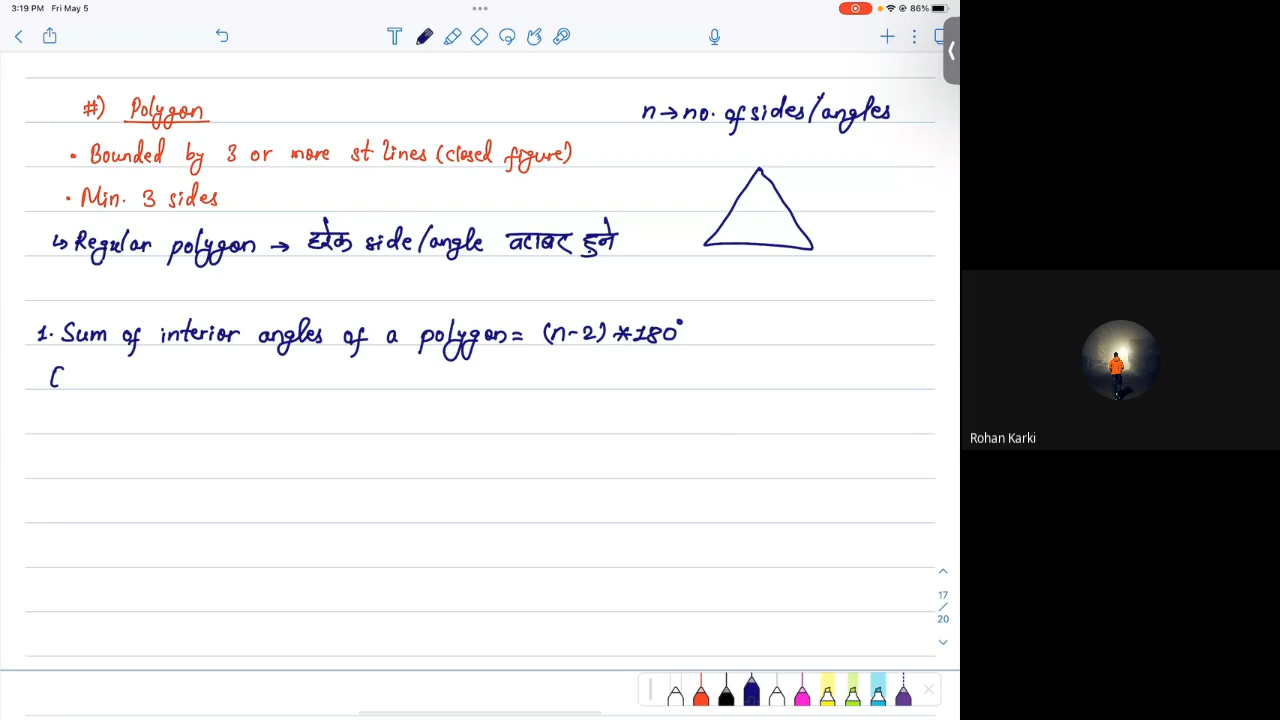 3:19 PM Fri May 5
86%
#) Polygon
n→no. of sides/angles
• Bounded by 3 or more st lines (closed figure)
• Min. 3 sides
↳ Regular polygon → हरेक side/angle बराबर हुने
1. Sum of interior angles of a polygon = (n-2) *180°
(
Rohan Karki
17
/
20